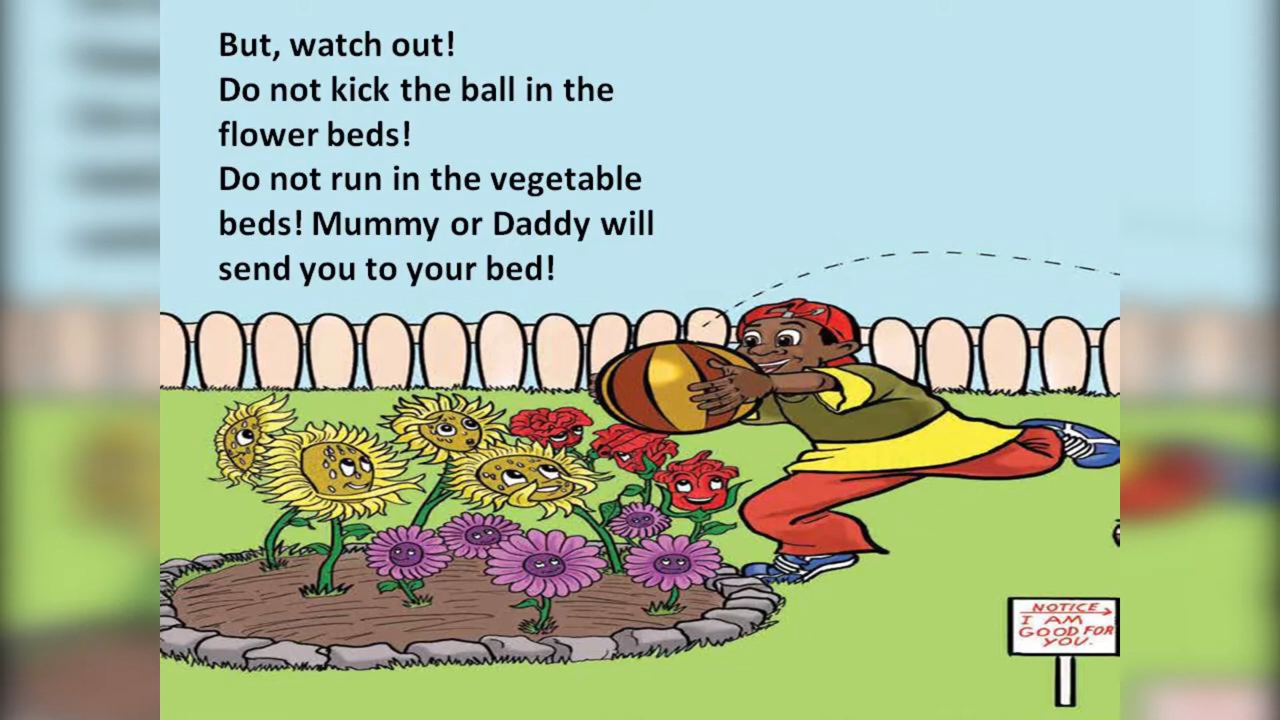 But, watch out!
Do not kick the ball in the
flower beds!
Do not run in the vegetable
beds! Mummy or Daddy will
send you to your bed!
NOTICE
I AM
GOOD FOR
YOU.